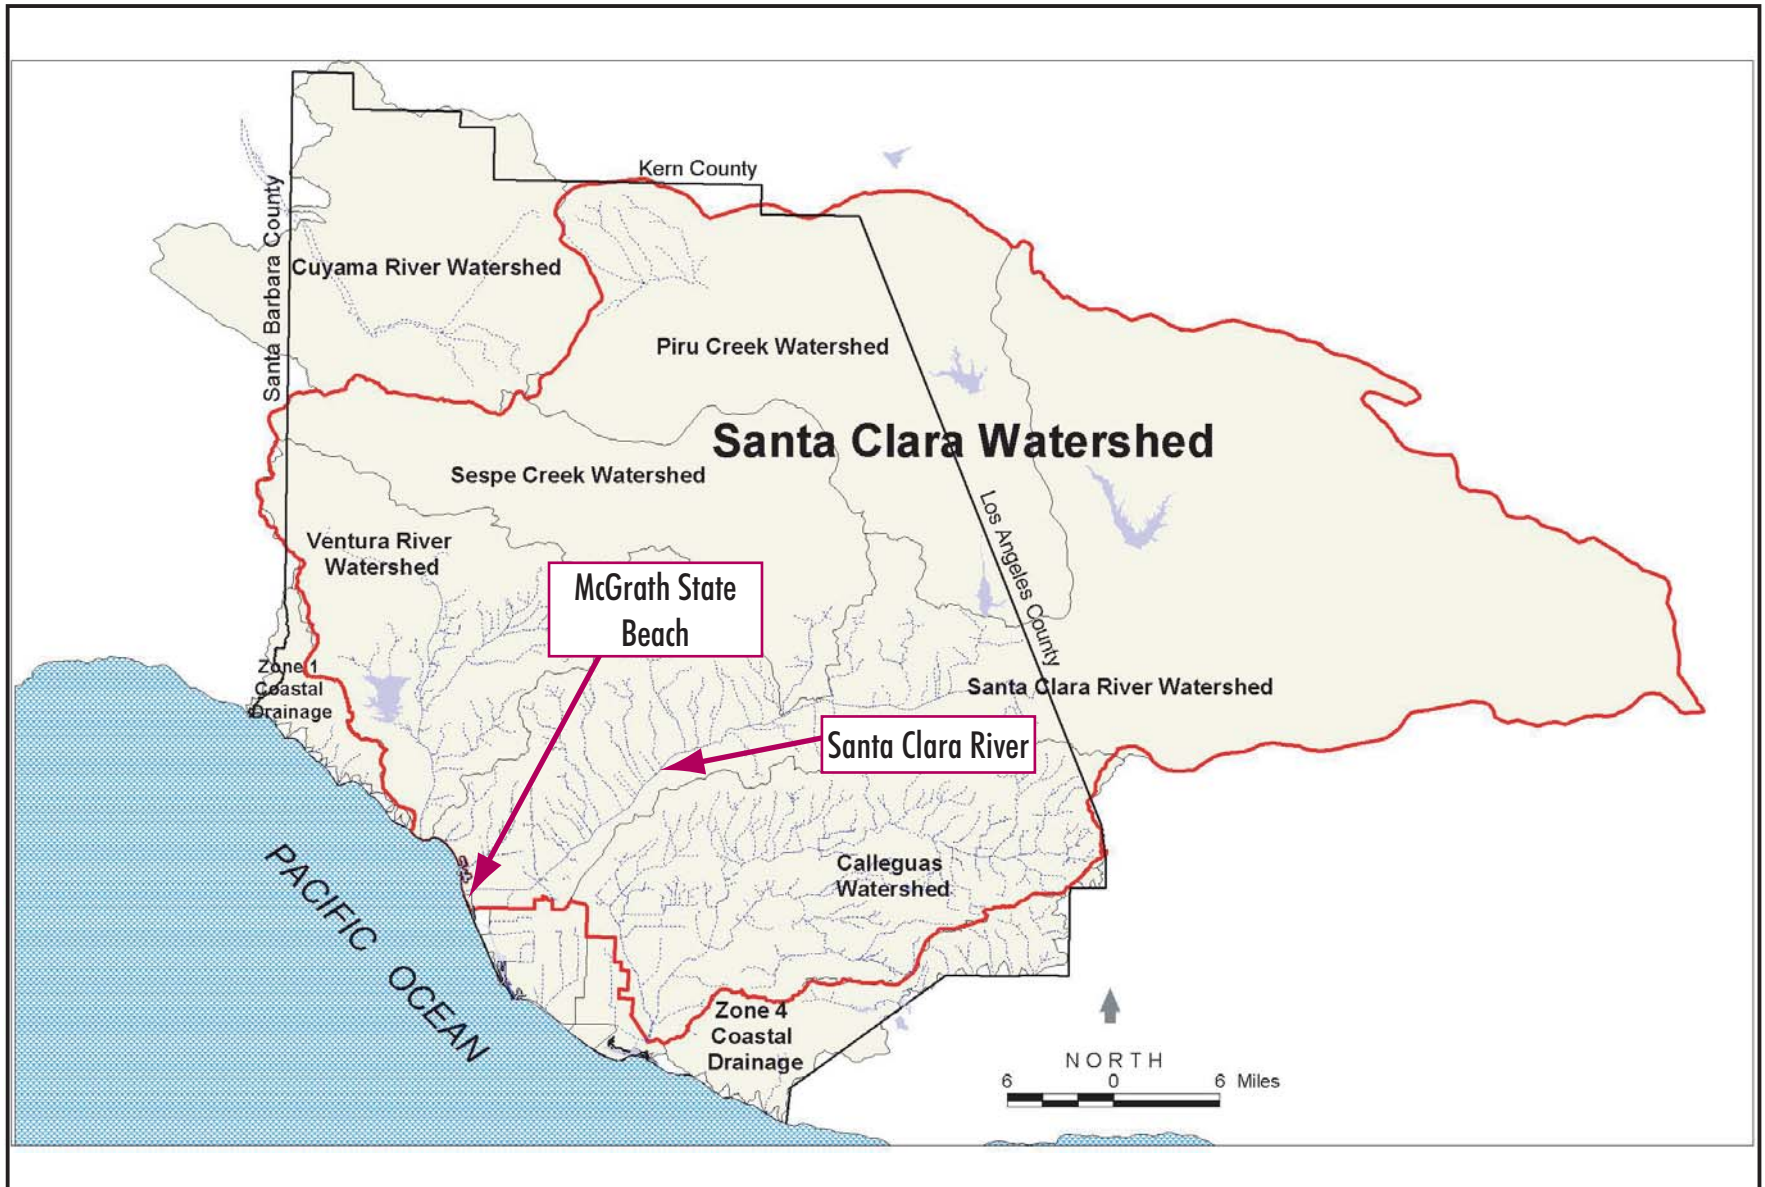 Kern County
Santa Barbara County
Cuyama River Watershed
Piru Creek Watershed
Santa Clara Watershed
Sespe Creek Watershed
Los Angeles County
Ventura River
Watershed
McGrath State
Beach
Zone 1
Coastal
Drainage
Santa Clara River Watershed
Santa Clara River
Calleguas
Watershed
PACIFIC OCEAN
Zone 4
Coastal
Drainage
NORTH
6 0 6 Miles